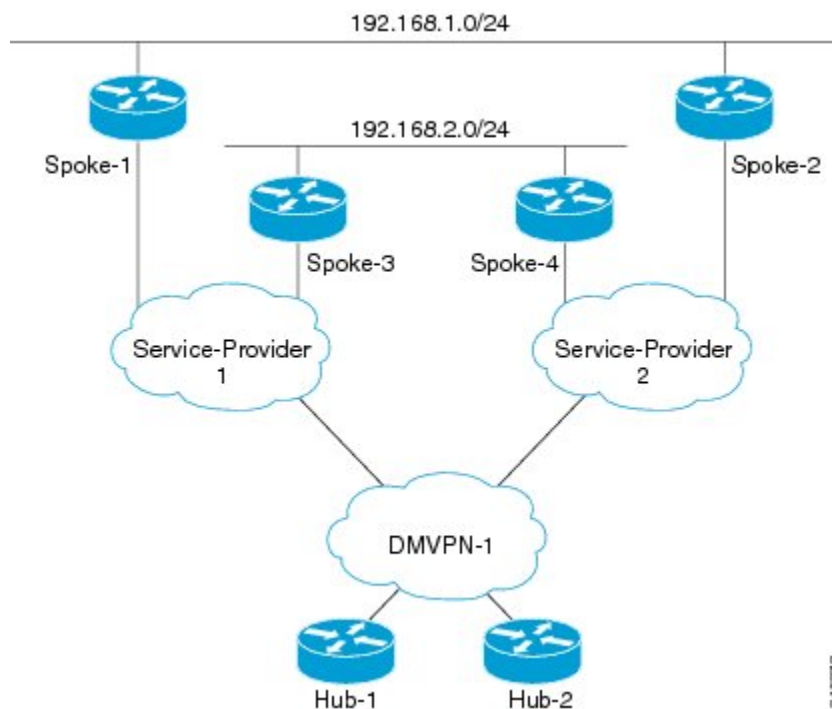 192.168.1.0/24
Spoke-1
192.168.2.0/24
Spoke-2
Spoke-3
Spoke-4
Service-Provider
1
Service-Provider
2
DMVPN-1
Hub-1
Hub-2